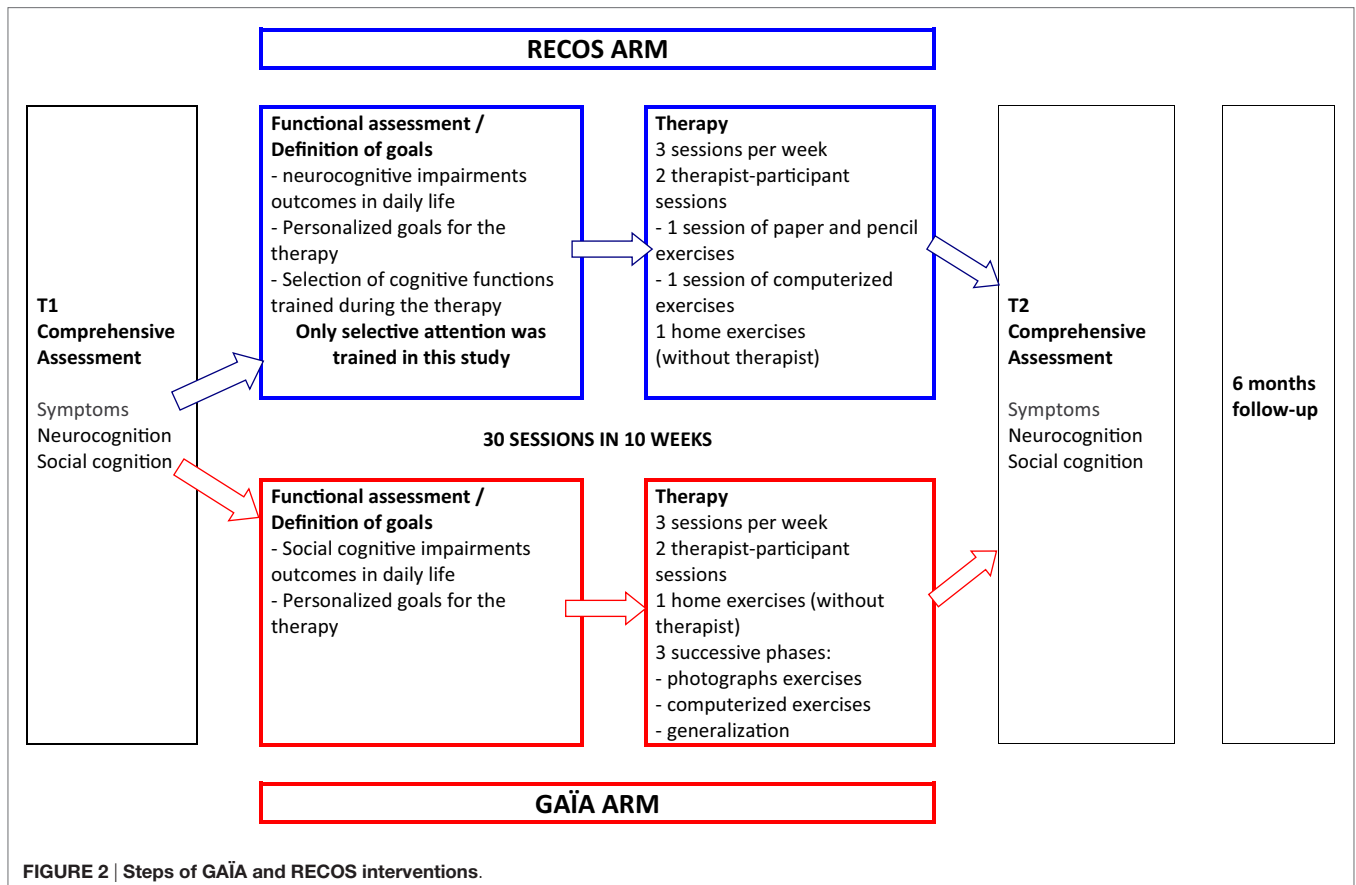 RECOS ARM
T1
Comprehensive
Assessment
Symptoms
Neurocognition
Social cognition
Functional assessment /
Definition of goals
- neurocognitive impairments
outcomes in daily life
- Personalized goals for the
therapy
- Selection of cognitive functions
trained during the therapy
Only selective attention was
trained in this study
Therapy
3 sessions per week
2 therapist-participant
sessions
- 1 session of paper and pencil
exercises
- 1 session of computerized
exercises
1 home exercises
(without therapist)
30 SESSIONS IN 10 WEEKS
Functional assessment /
Definition of goals
- Social cognitive impairments
outcomes in daily life
- Personalized goals for the
therapy
Therapy
3 sessions per week
2 therapist-participant
sessions
1 home exercises (without
therapist)
3 successive phases:
- photographs exercises
- computerized exercises
- generalization
T2
Comprehensive
Assessment
Symptoms
Neurocognition
Social cognition
6 months
follow-up
GAÏA ARM
FIGURE 2 | Steps of GAÏA and RECOS interventions.